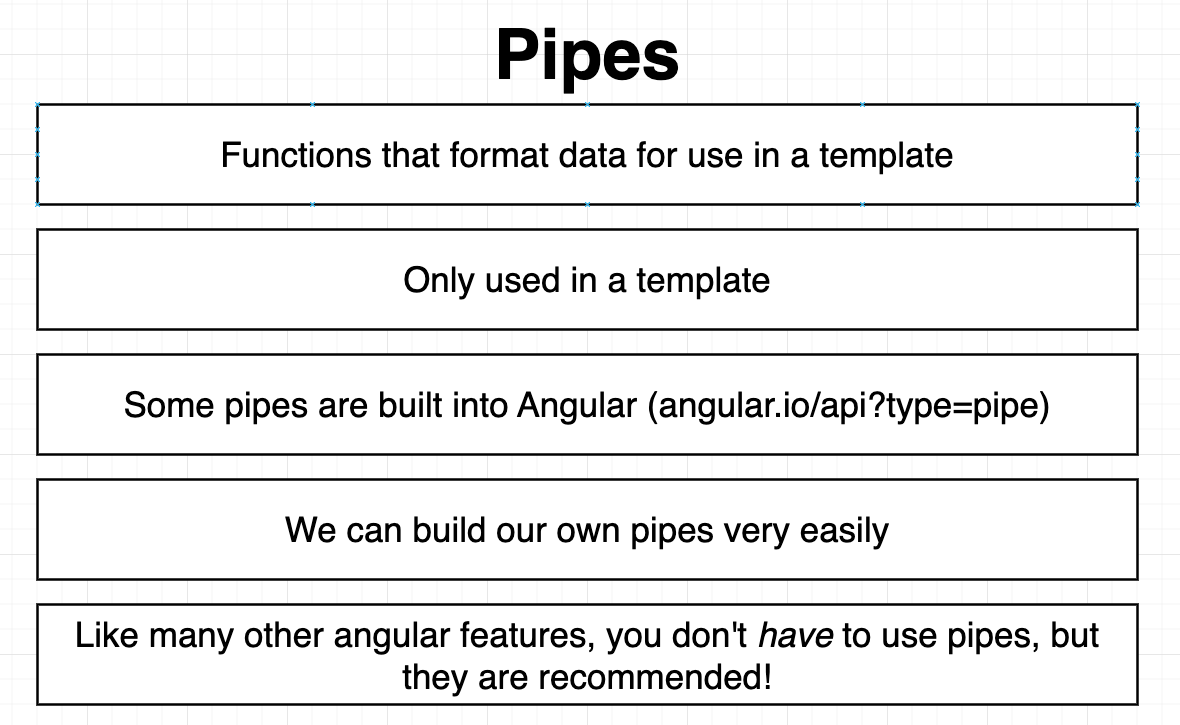 Pipes
Functions that format data for use in a template
Only used in a template
Some pipes are built into Angular (angular.io/api?type=pipe)
We can build our own pipes very easily
Like many other angular features, you don't have to use pipes, but
they are recommended!